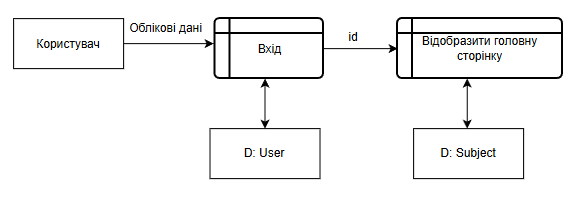 Користувач
Облікові дані
Вхід
id
Відобразити головну
сторінку
D: User
D: Subject